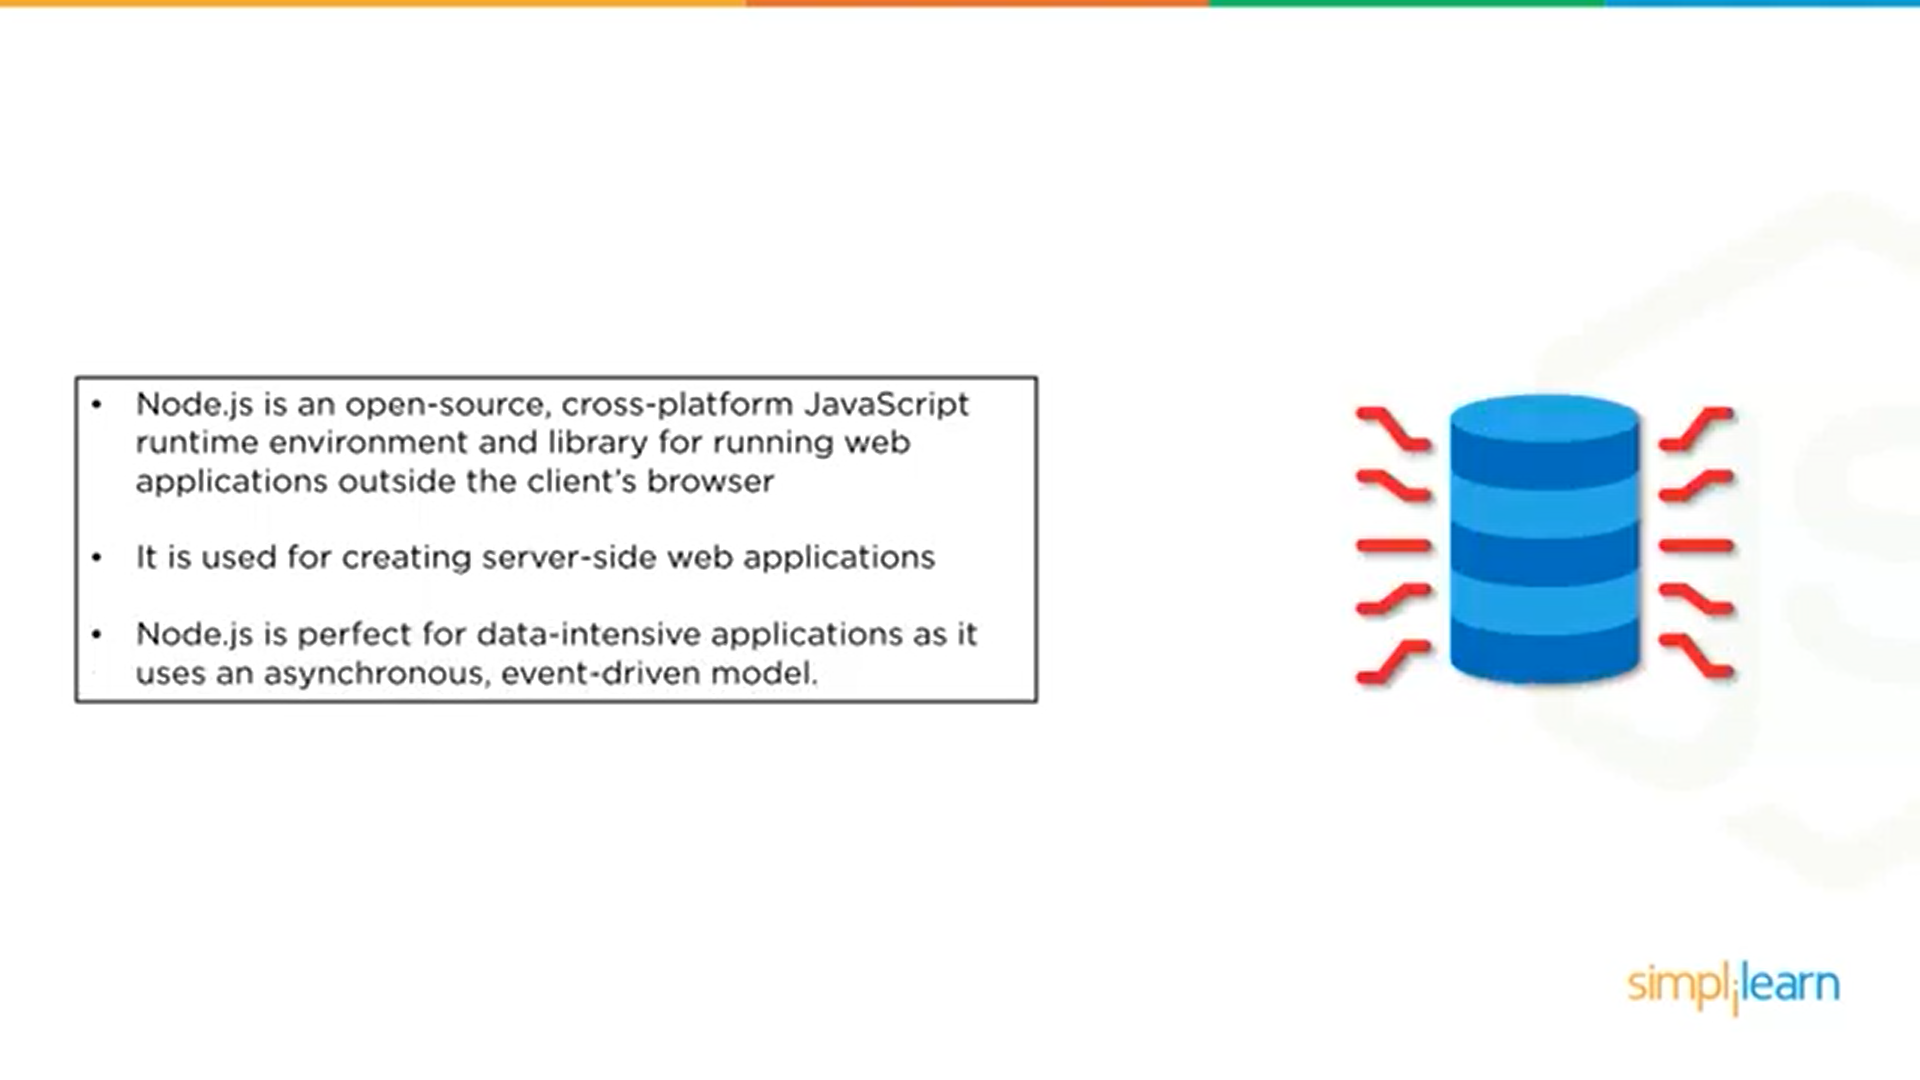 • Node.js is an open-source, cross-platform JavaScript
runtime environment and library for running web
applications outside the client's browser
• It is used for creating server-side web applications
• Node.js is perfect for data-intensive applications as it
uses an asynchronous, event-driven model.
simplilearn